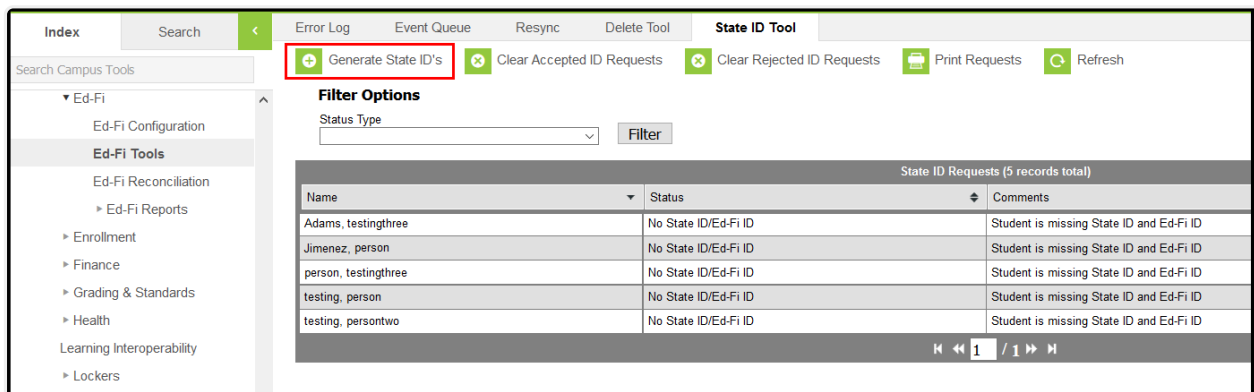 Index
Search
Search Campus Tools
Ed-Fi
Ed-Fi Configuration
Ed-Fi Tools
Ed-Fi Reconciliation
Ed-Fi Reports
Enrollment
Finance
Grading & Standards
Health
Learning Interoperability
Lockers
Error Log Event Queue Resync Delete Tool State ID Tool
Generate State ID's Clear Accepted ID Requests Clear Rejected ID Requests Print Requests Refresh
Filter Options
Status Type
Filter
State ID Requests (5 records total)
Name Status Comments
Adams, testingthree No State ID/Ed-Fi ID Student is missing State ID and Ed-Fi ID
Jimenez, person No State ID/Ed-Fi ID Student is missing State ID and Ed-Fi ID
person, testingthree No State ID/Ed-Fi ID Student is missing State ID and Ed-Fi ID
testing, person No State ID/Ed-Fi ID Student is missing State ID and Ed-Fi ID
testing, persontwo No State ID/Ed-Fi ID Student is missing State ID and Ed-Fi ID
1 / 1